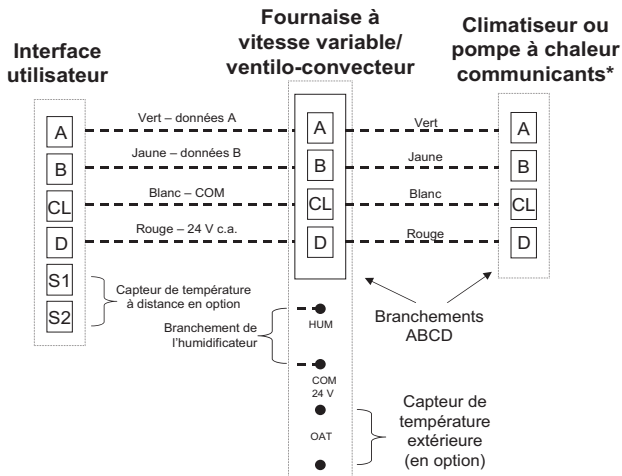 Interface
utilisateur
Fournaise à
vitesse variable/
ventilo-convecteur
Climatiseur ou
pompe à chaleur
communicants*
A
Vert – données A
A
Vert
A
B
Jaune – données B
B
Jaune
B
CL
Blanc – COM
CL
Blanc
CL
D
Rouge – 24 V c.a.
D
Rouge
D
S1
S2
Capteur de température
à distance en option
Branchement de
l'humidificateur
HUM
COM
24 V
OAT
Branchements
ABCD
Capteur de
température
extérieure
(en option)